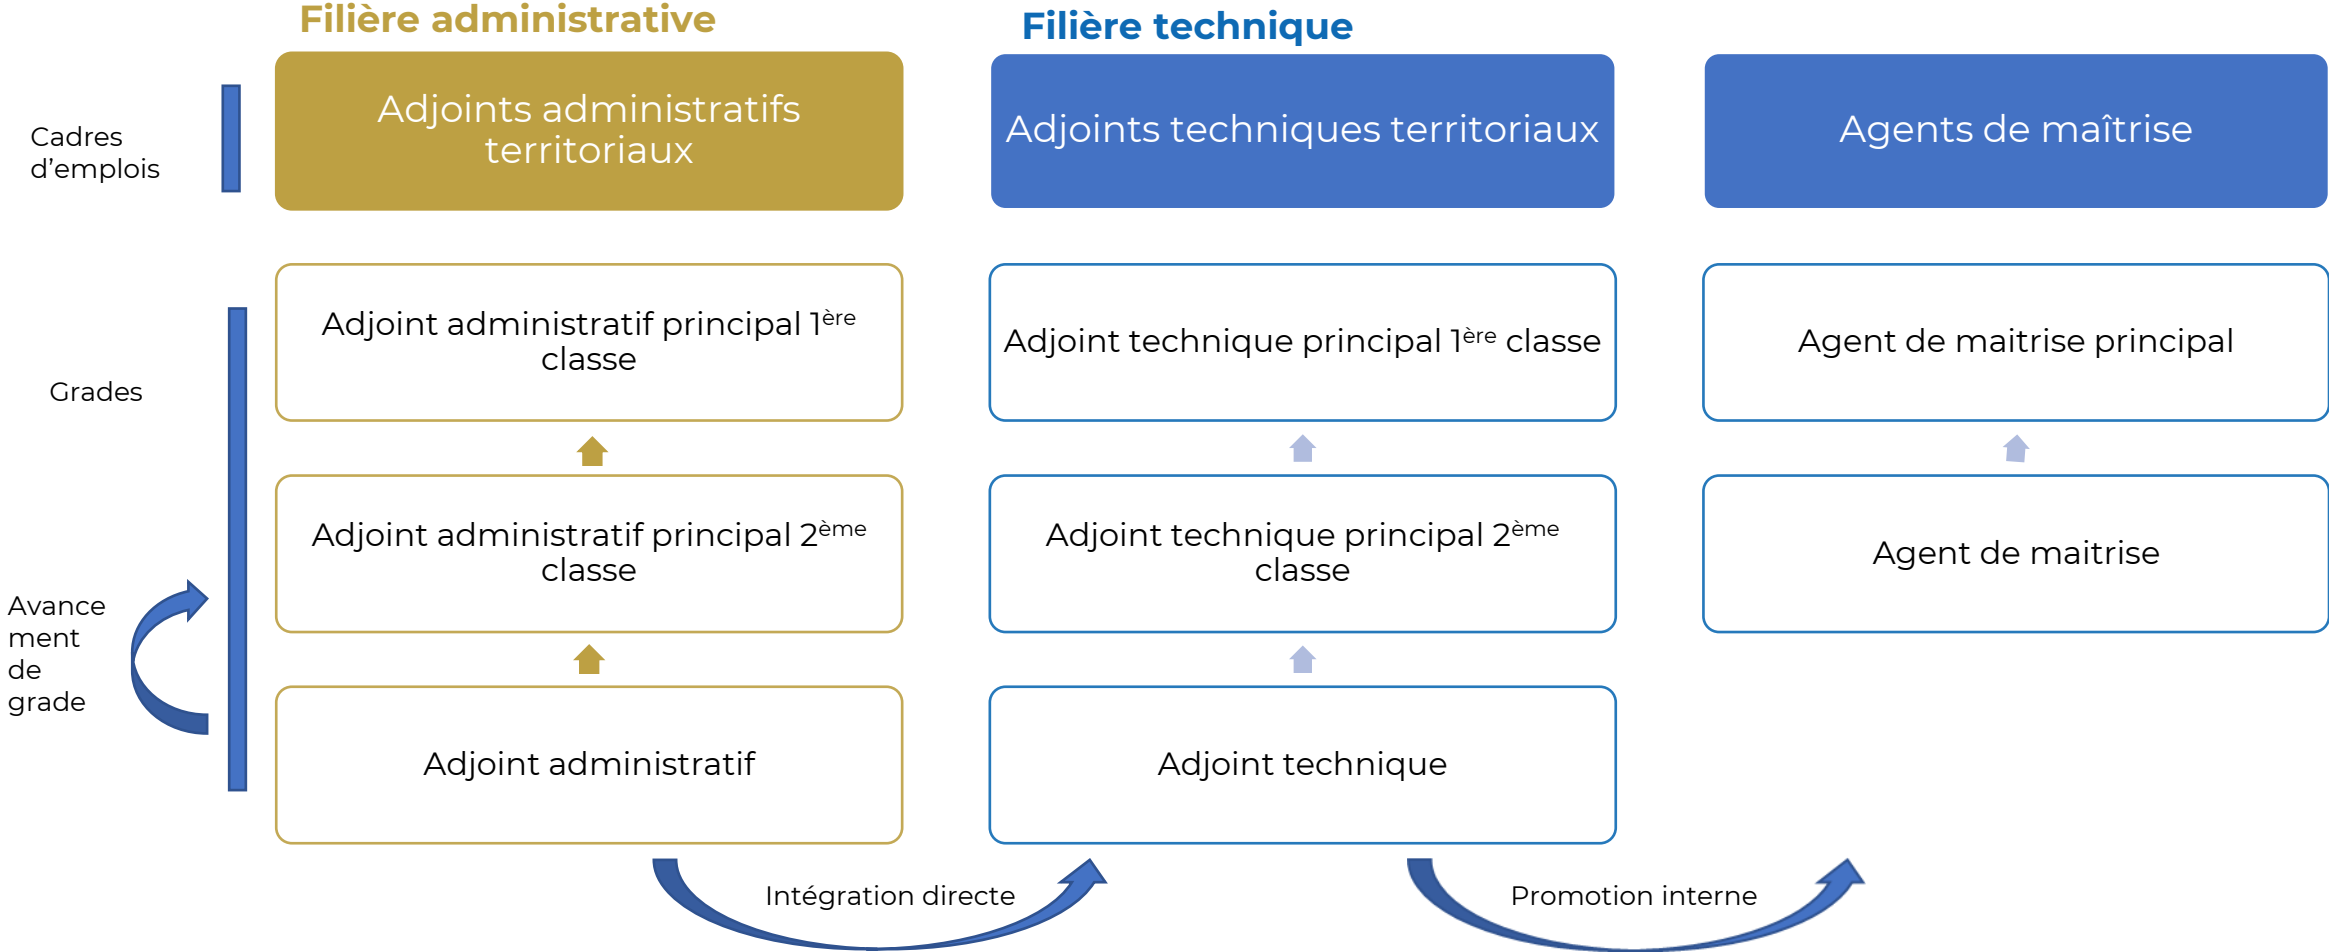 Filière administrative
Filière technique
Cadres
d’emplois
Adjoints administratifs
territoriaux
Adjoints techniques territoriaux
Agents de maîtrise
Grades
Adjoint administratif principal 1ère
classe
Adjoint technique principal 1ère classe
Agent de maitrise principal
Adjoint administratif principal 2ème
classe
Adjoint technique principal 2ème
classe
Agent de maitrise
Avance
ment
de
grade
Adjoint administratif
Adjoint technique
Intégration directe
Promotion interne